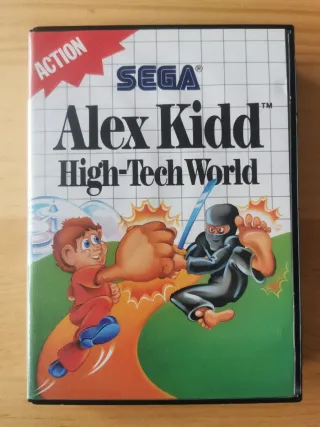 ACTION
SEGA®
Alex Kidd™
High-Tech World